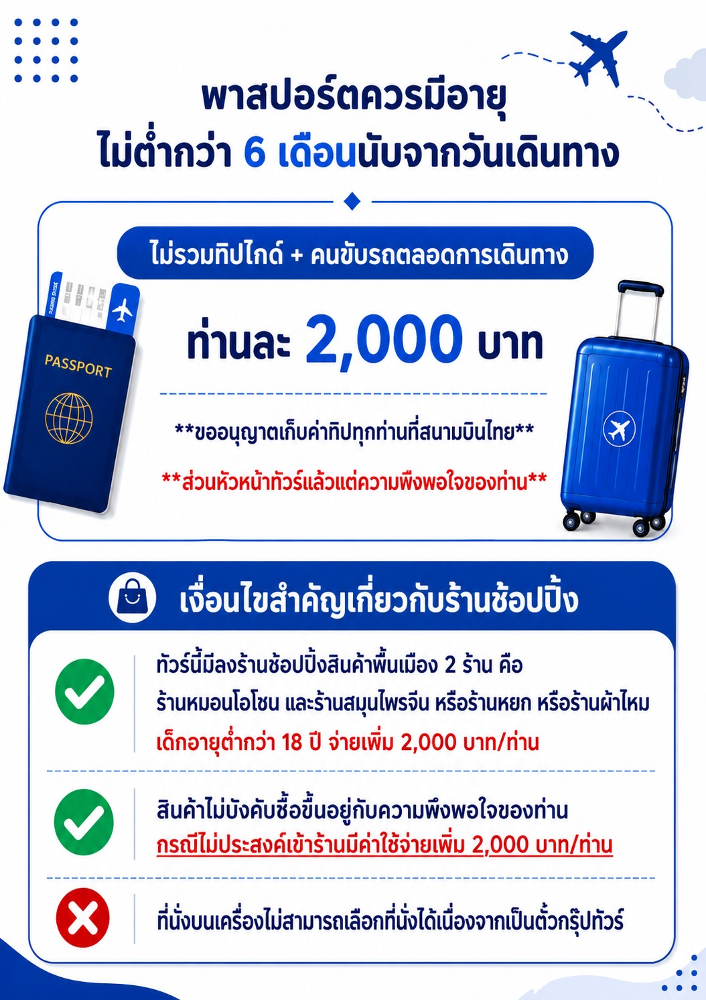 พาสปอร์ตควรมีอายุ
ไม่ต่ำกว่า 6 เดือนนับจากวันเดินทาง
ไม่รวมทิปไกด์ + คนขับรถตลอดการเดินทาง
PASSPORT
ท่านละ 2,000 บาท
**ขออนุญาตเก็บค่าทิปทุกท่านที่สนามบินไทย**
**ส่วนหัวหน้าทัวร์แล้วแต่ความพึงพอใจของท่าน**
เงื่อนไขสำคัญเกี่ยวกับร้านช้อปปิ้ง
ทัวร์นี้มีลงร้านช้อปปิ้งสินค้าพื้นเมือง 2 ร้าน คือ
ร้านหมอนโอโซน และร้านสมุนไพรจีน หรือร้านหยก หรือร้านผ้าไหม
เด็กอายุต่ำกว่า 18 ปี จ่ายเพิ่ม 2,000 บาท/ท่าน
สินค้าไม่บังคับซื้อขึ้นอยู่กับความพึงพอใจของท่าน
กรณีไม่ประสงค์เข้าร้านมีค่าใช้จ่ายเพิ่ม 2,000 บาท/ท่าน
ที่นั่งบนเครื่องไม่สามารถเลือกที่นั่งได้เนื่องจากเป็นตั้วกรุ๊ปทัวร์